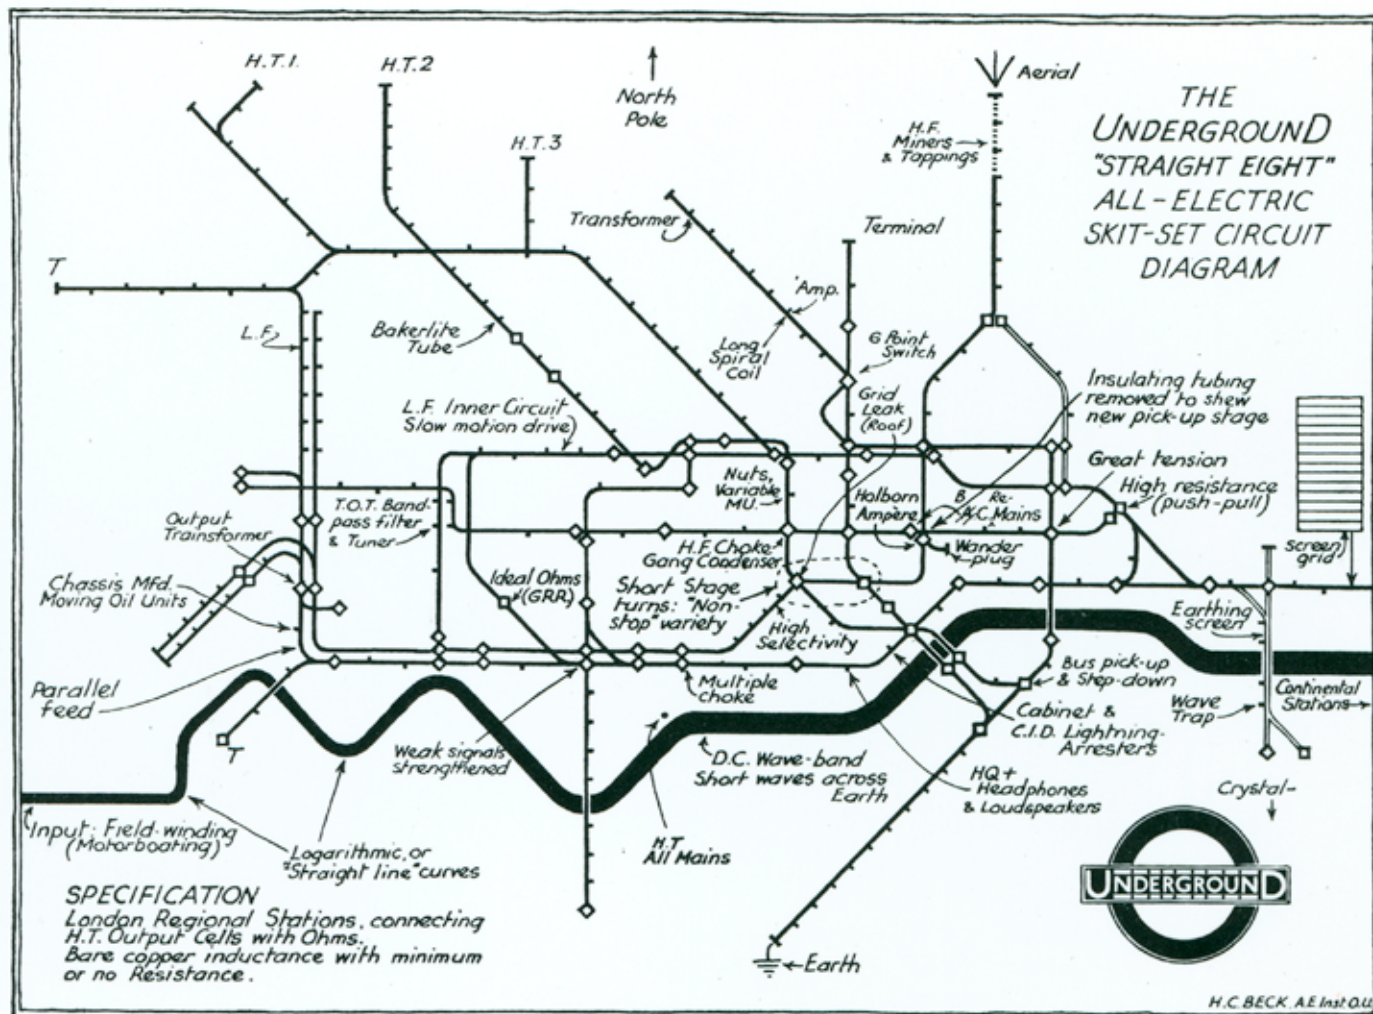 H.T.1.
H.T.2
H.T.3
North
Pole
Aerial
H.F.
Miners
& Tappings
THE
UNDERGROUND
"STRAIGHT EIGHT"
ALL-ELECTRIC
SKIT-SET CIRCUIT
DIAGRAM
T
Transformer
Terminal
'Amp.
L.F.
Bakerlite
Tube
Long
Spiral
Coil
6 Point
Switch
Grid
Leak
(Roof)
Insulating tubing
removed to shew
new pick-up stage
L.F. Inner Circuit
Slow motion drive
Great tension
High resistance
(push-pull)
Nuts,
Variable
MU.
Holborn
Ampère
B Re-
A.C. Mains
T.O.T. Band-
pass filter
& Tuner
Output
Transformer
H.F. Choke-
Gang Condenser
Wander
plug
Screen
grid
Chassis Mfd.
Moving Oil Units
Ideal Ohms
(GRR)
Short Stage
turns: "Non-
stop" variety
High
Selectivity
Earthing
screen
Parallel
feed
Multiple
choke
Bus pick-up
& Step-down
Wave
Trap
Continental
Stations
T
Weak signals
strengthened
D.C. Wave-band
Short waves across
Earth
Cabinet &
C.I.D. Lightning-
Arresters
HQ+
Headphones
& Loudspeakers
Crystal-
Input: Field-winding
(Motorboating)
Logarithmic, or
"Straight line" curves
H.T
All Mains
UNDERGROUND
SPECIFICATION
London Regional Stations, connecting
H.T. Output Cells with Ohms.
Bare copper inductance with minimum
or no Resistance.
Earth
H.C. BECK. A.E.Inst.O.U.